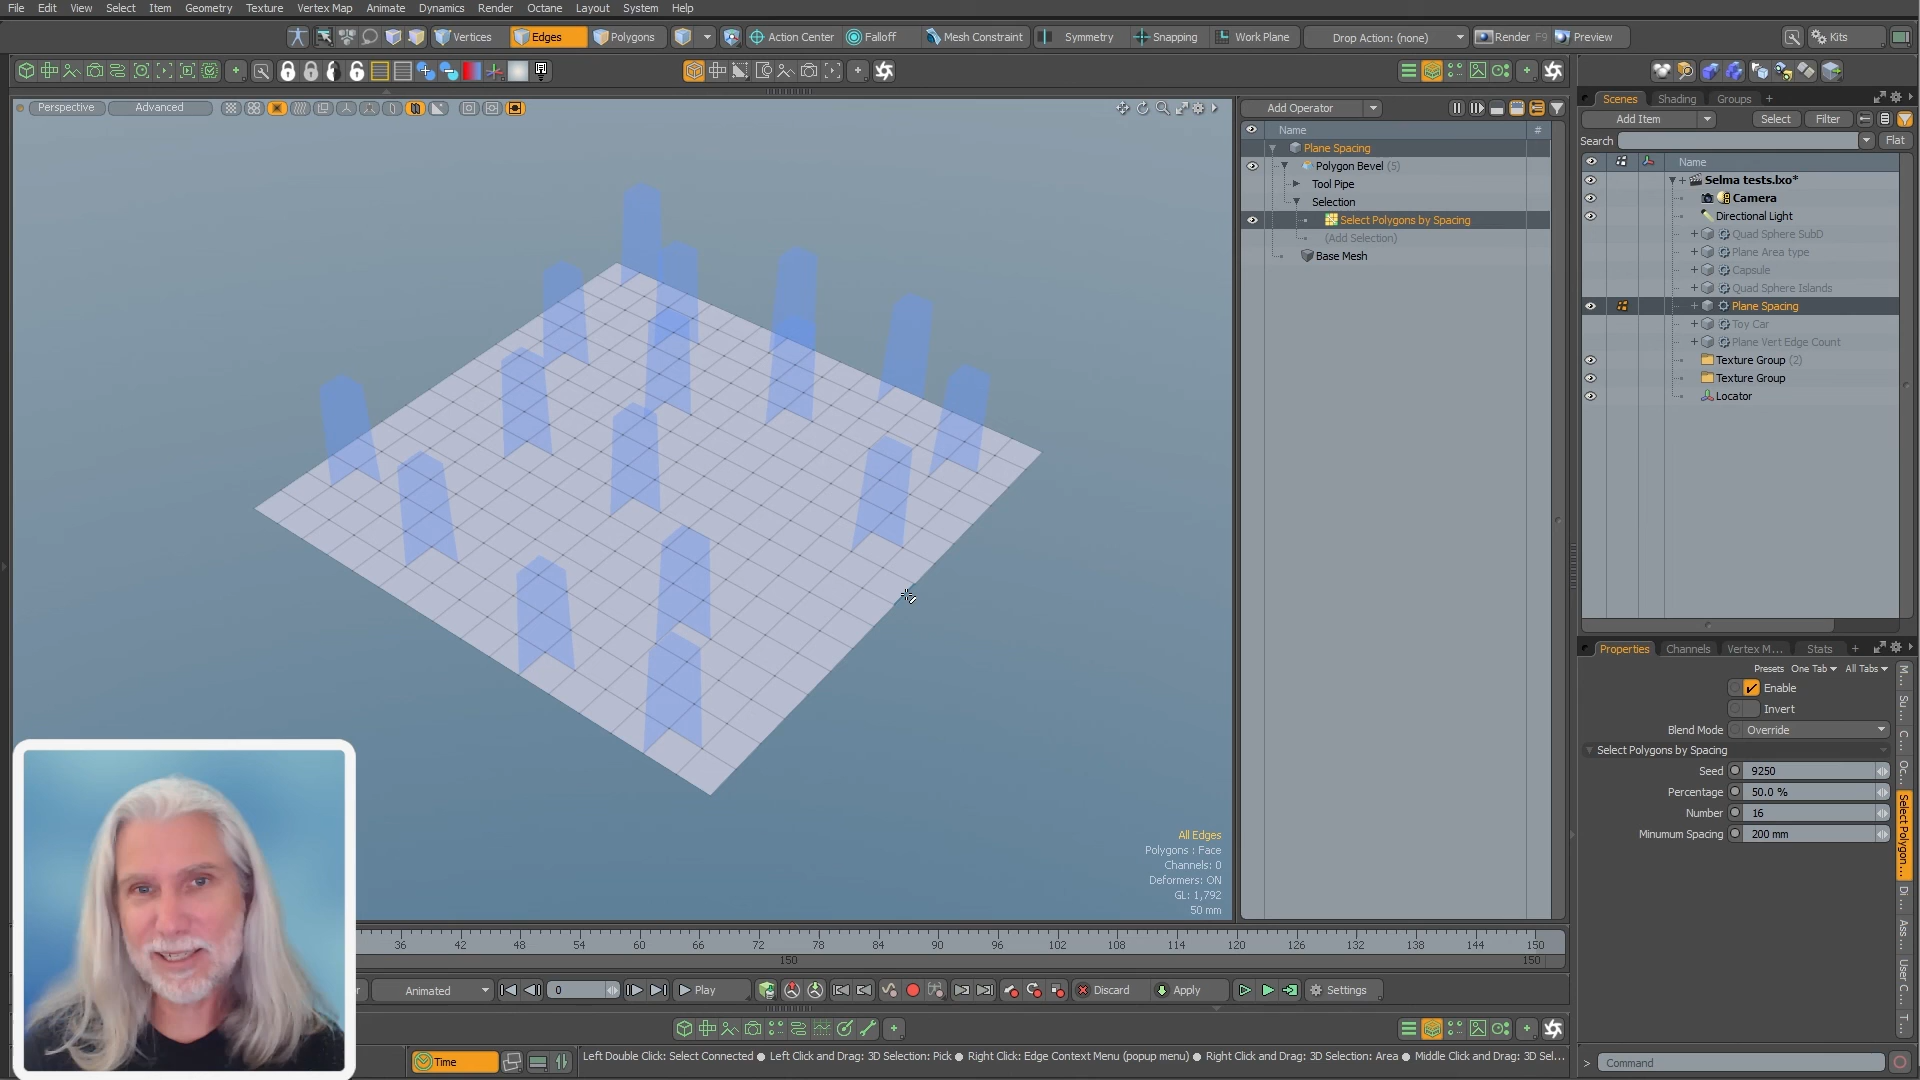 File Edit View Select Item Geometry Texture Vertex Map Animate Dynamics Render Octane Layout System Help
Vertices Edges Polygons Action Center Falloff Mesh Constraint Symmetry Snapping Work Plane Drop Action: (none) Render F9 Preview Kits
Perspective Advanced
Add Operator
Name #
Plane Spacing
Polygon Bevel (5)
Tool Pipe
Selection
Select Polygons by Spacing
(Add Selection)
Base Mesh
Scenes Shading Groups +
Add Item Select Filter
Search Flat
Name
Selma tests.lxo*
Camera
Directional Light
Quad Sphere SubD
Plane Area type
Capsule
Quad Sphere Islands
Plane Spacing
Toy Car
Plane Vert Edge Count
Texture Group (2)
Texture Group
Locator
Properties Channels Vertex M... Stats +
Presets One Tab All Tabs
Enable
Invert
Blend Mode Override
Select Polygons by Spacing
Seed 9250
Percentage 50.0 %
Number 16
Minimum Spacing 200 mm
M...
Su ...
C ...
Oc...
Select Polygon...
Di ...
Ass ...
User C ...
T ...
All Edges
Polygons : Face
Channels: 0
Deformers: ON
GL: 1,792
50 mm
36 42 48 54 60 66 72 78 84 90 96 102 108 114 120 126 132 138 144 150
150 150
Animated 0 Play Discard Apply Settings
Time
Left Double Click: Select Connected ● Left Click and Drag: 3D Selection: Pick ● Right Click: Edge Context Menu (popup menu) ● Right Click and Drag: 3D Selection: Area ● Middle Click and Drag: 3D Sel...
> Command